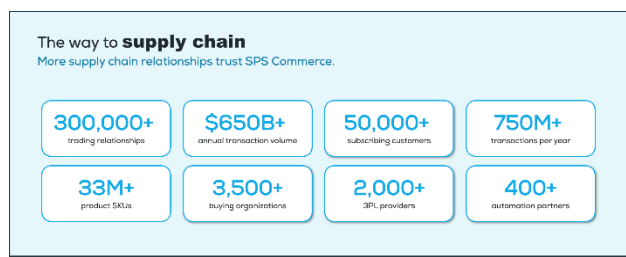 The way to supply chain
More supply chain relationships trust SPS Commerce.
300,000+
trading relationships
$650B+
annual transaction volume
50,000+
subscribing customers
750M+
transactions per year
33M+
product SKUs
3,500+
buying organizations
2,000+
3PL providers
400+
automation partners